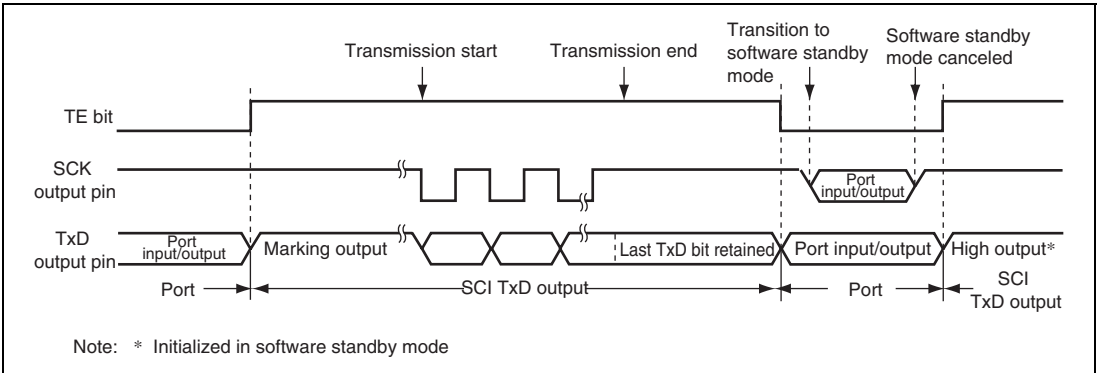 Transmission start
Transmission end
Transition to
software standby
mode
Software standby
mode canceled
TE bit
SCK
output pin
Port
input/output
TxD
output pin
Port
input/output
Marking output
Last TxD bit retained
Port input/output
High output*
Port
SCI TxD output
Port
SCI
TxD output
Note: * Initialized in software standby mode